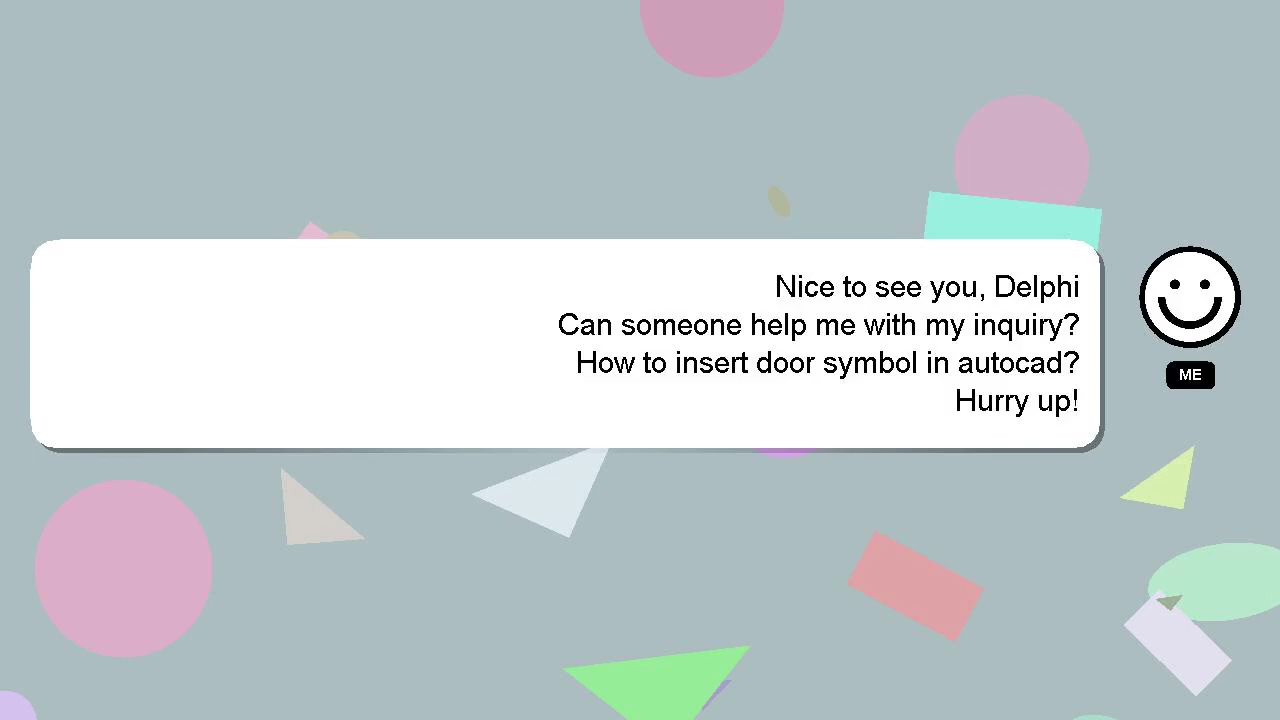 Nice to see you, Delphi
Can someone help me with my inquiry?
How to insert door symbol in autocad?
Hurry up!
ME